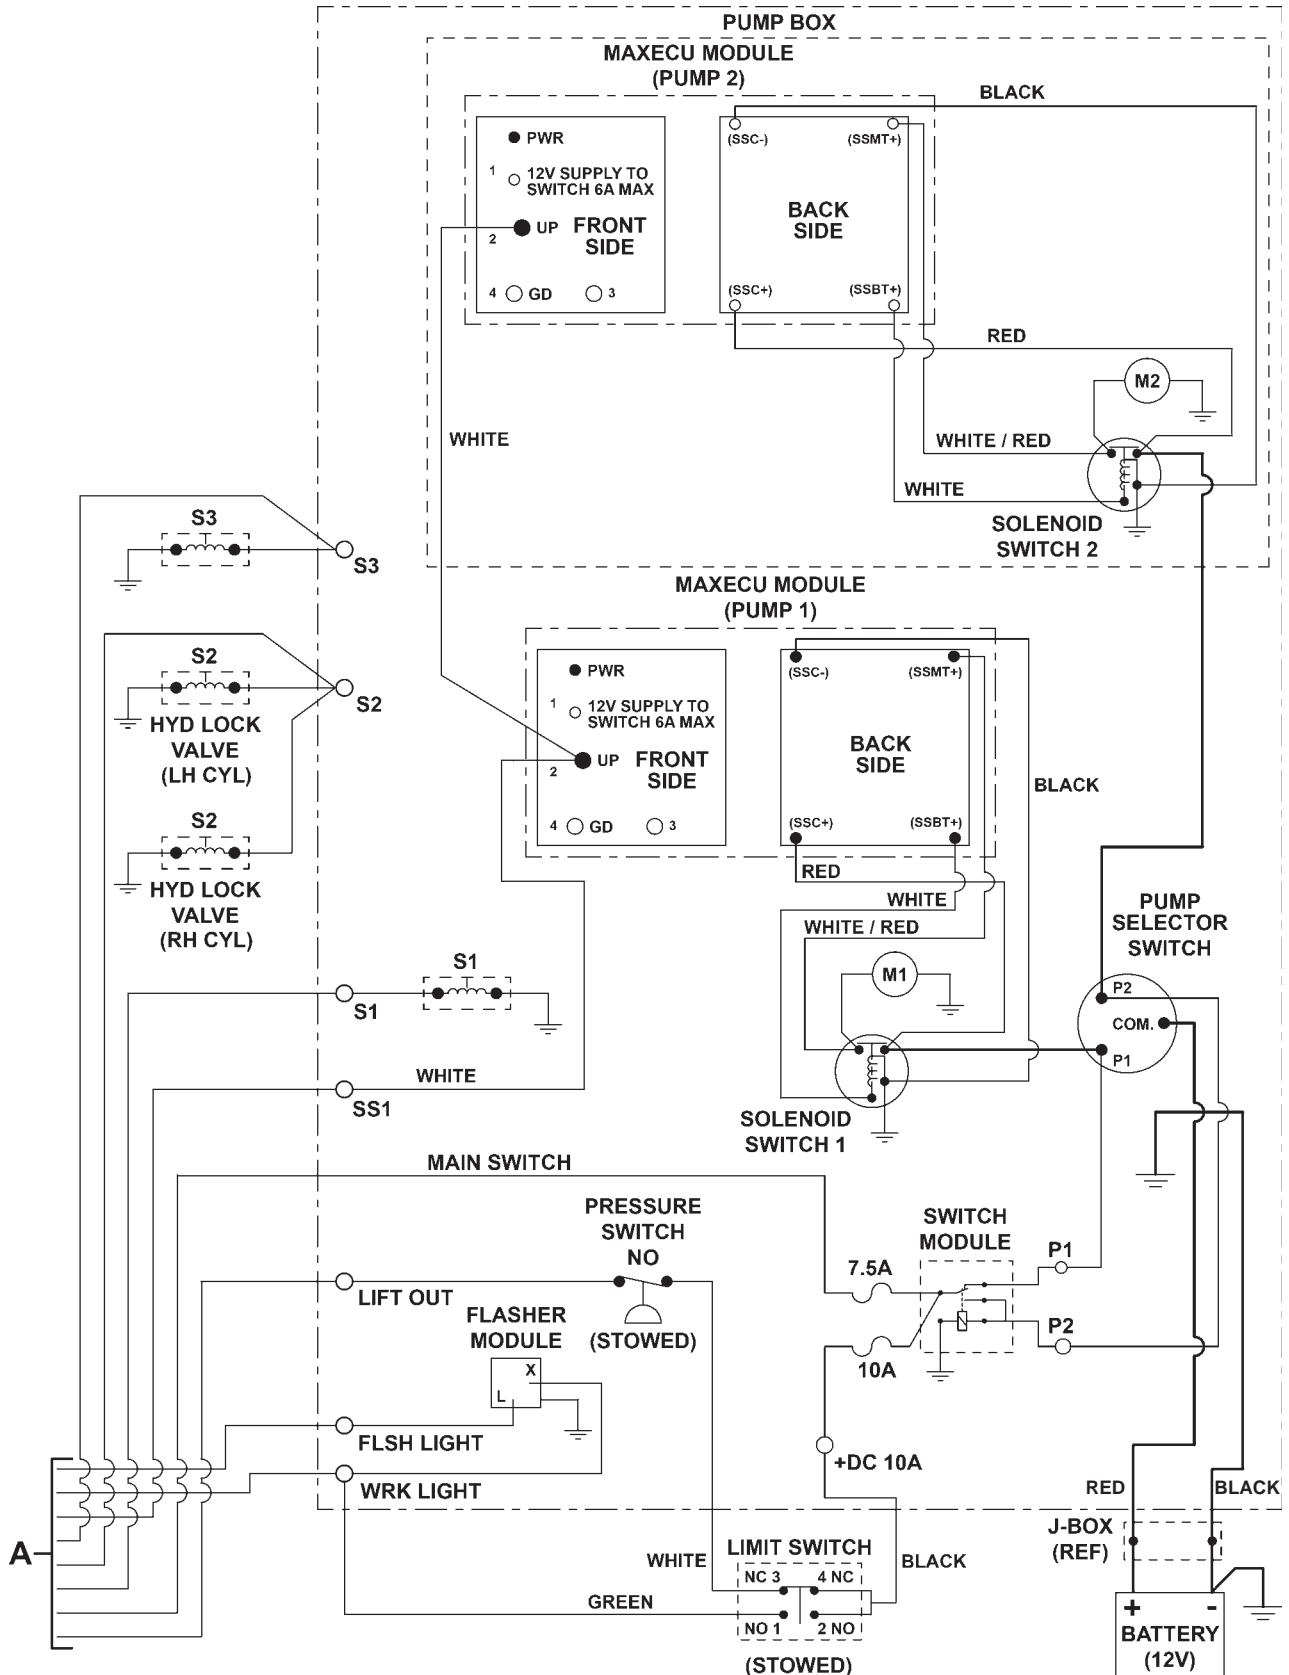 PUMP BOX
MAXECU MODULE
(PUMP 2)
BLACK
PWR
(SSC-)
(SSMT+)
1
12V SUPPLY TO
SWITCH 6A MAX
BACK
SIDE
2
UP
FRONT
SIDE
4
GD
3
(SSC+)
(SSBT+)
RED
M2
WHITE
WHITE / RED
WHITE
SOLENOID
SWITCH 2
S3
S3
MAXECU MODULE
(PUMP 1)
S2
S2
HYD LOCK
VALVE
(LH CYL)
PWR
(SSC-)
(SSMT+)
1
12V SUPPLY TO
SWITCH 6A MAX
BACK
SIDE
2
UP
FRONT
SIDE
BLACK
4
GD
3
(SSC+)
(SSBT+)
S2
HYD LOCK
VALVE
(RH CYL)
RED
WHITE
WHITE / RED
PUMP
SELECTOR
SWITCH
S1
S1
M1
P2
COM.
P1
WHITE
SS1
SOLENOID
SWITCH 1
MAIN SWITCH
PRESSURE
SWITCH
NO
SWITCH
MODULE
7.5A
P1
LIFT OUT
(STOWED)
FLASHER
MODULE
X
L
P2
10A
FLSH LIGHT
+DC 10A
WRK LIGHT
RED
BLACK
A
J-BOX
(REF)
LIMIT SWITCH
WHITE
BLACK
NC 3
4 NC
GREEN
NO 1
2 NO
(STOWED)
+
-
BATTERY
(12V)